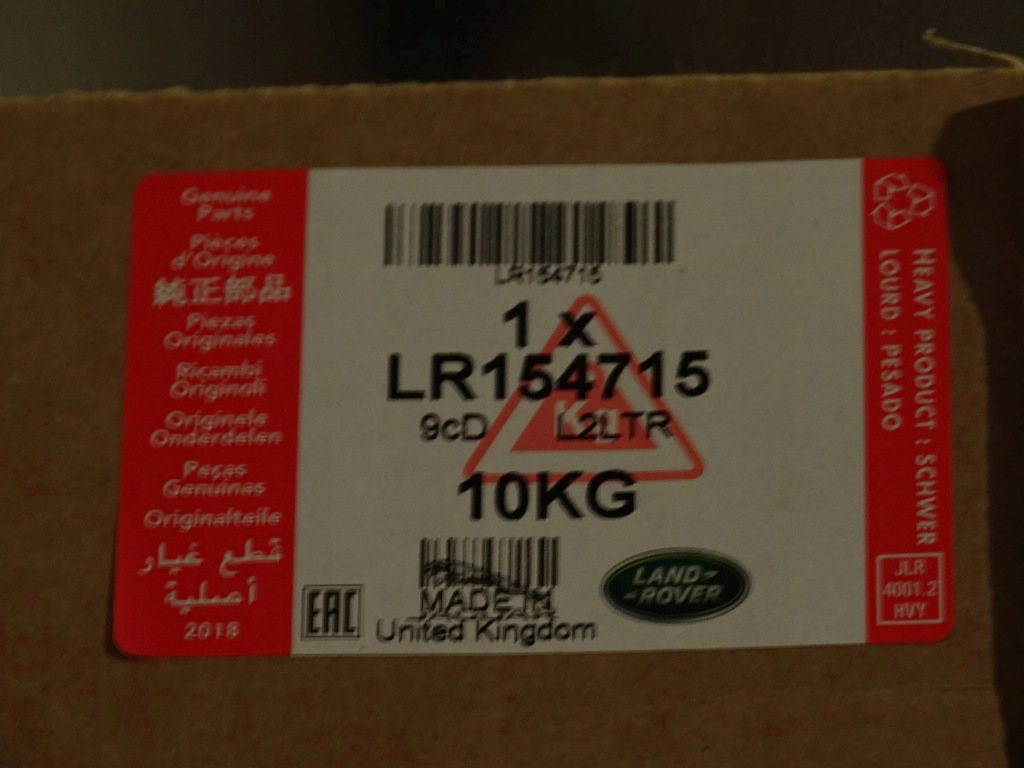 Genuine
Parts
Pièces
d'Origine
純正部品
Piezas
Originales
Ricambi
Originali
Originele
Onderdelen
Peças
Genuínas
Originalteile
قطع غيار
أصلية
2018
LR154715
1 x
LR154715
9cD L2LTR
10KG
MADE IN
United Kingdom
EAC
LAND-
-ROVER
HEAVY PRODUCT : SCHWER
LOURD : PESADO
JLR
4001.2
HVY